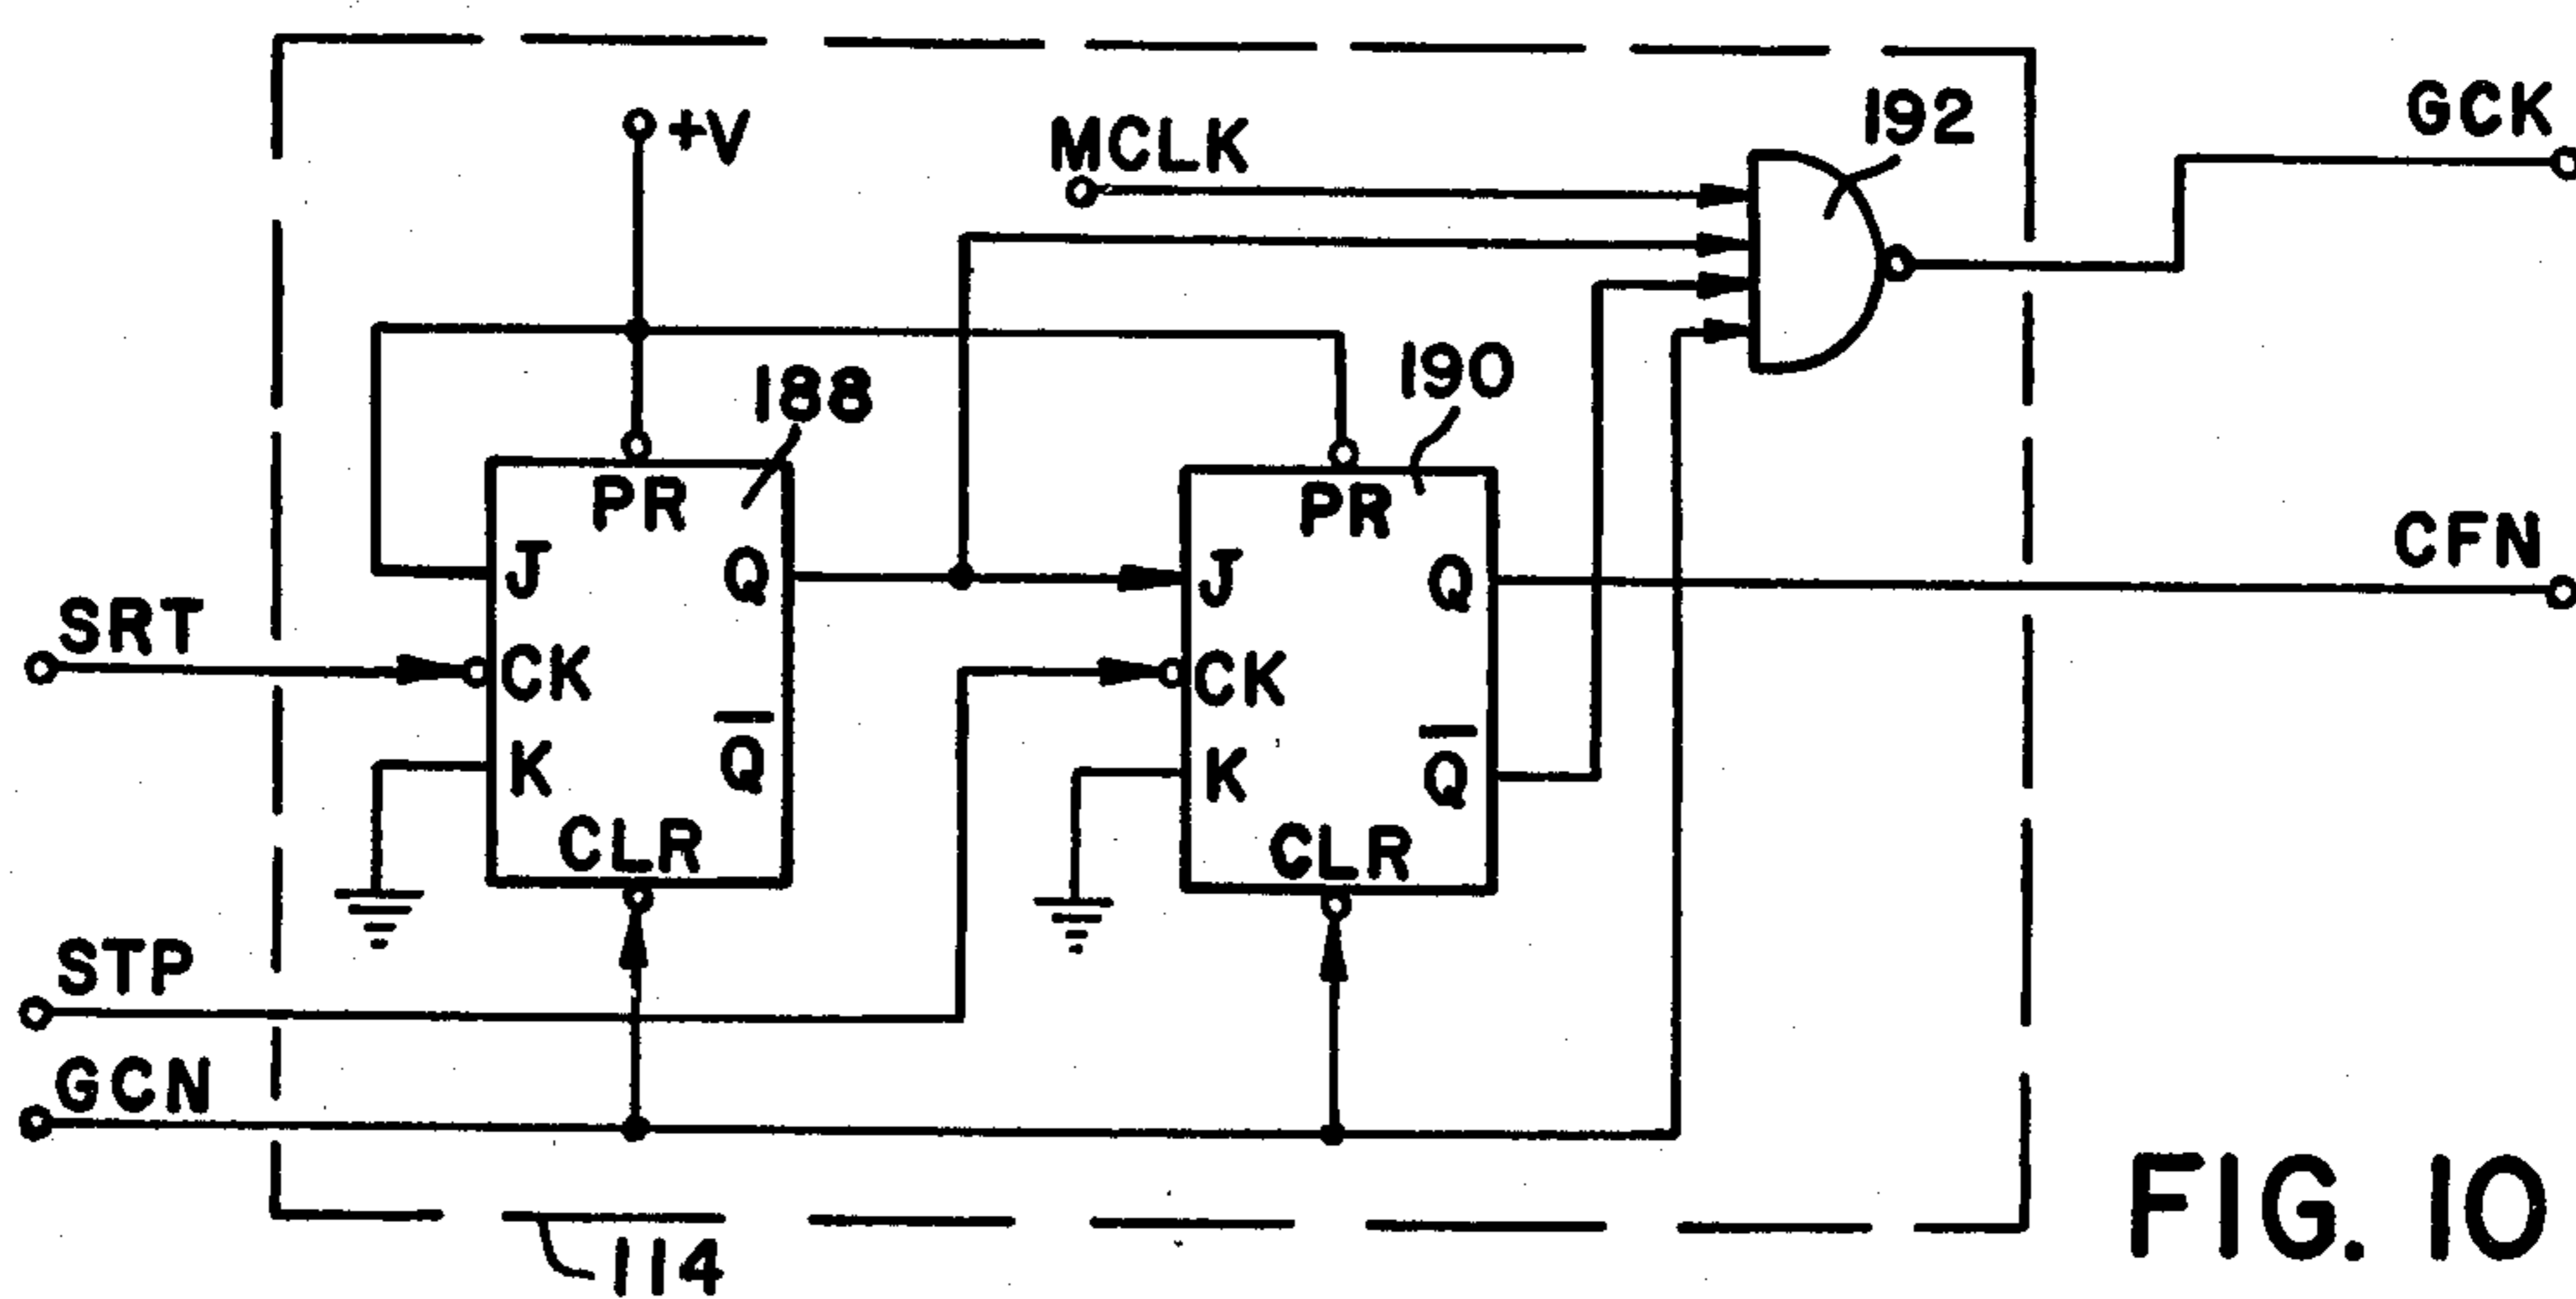 +V
MCLK
192
GCK
188
190
PR
PR
J
Q
J
Q
CFN
SRT
CK
CK
K
Q̅
K
Q̅
CLR
CLR
STP
GCN
114
FIG. 10